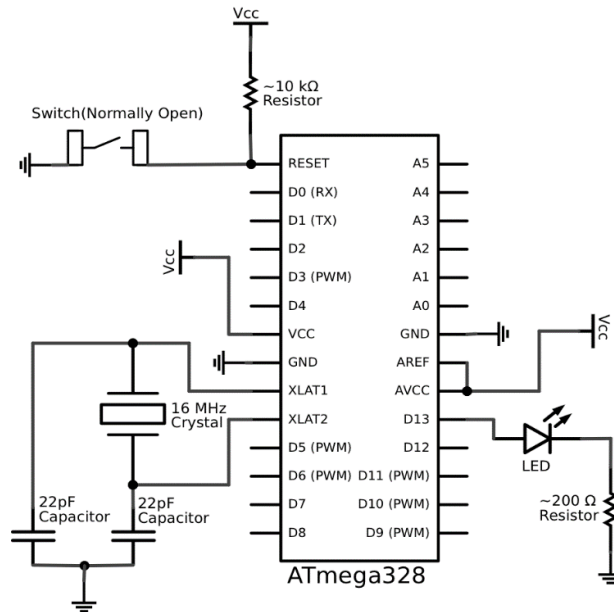 Vcc
~10 kΩ
Resistor
Switch(Normally Open)
RESET
A5
D0 (RX)
A4
D1 (TX)
A3
D2
A2
Vcc
D3 (PWM)
A1
D4
A0
VCC
GND
Vcc
GND
AREF
XLAT1
AVCC
16 MHz
Crystal
XLAT2
D13
D5 (PWM)
D12
LED
D6 (PWM)
D11 (PWM)
22pF
Capacitor
22pF
Capacitor
D7
D10 (PWM)
~200 Ω
Resistor
D8
D9 (PWM)
ATmega328